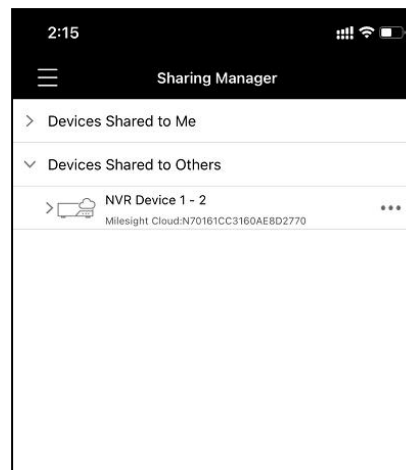 2:15
Sharing Manager
Devices Shared to Me
Devices Shared to Others
NVR Device 1 - 2
Milesight Cloud:N70161CC3160AE8D2770